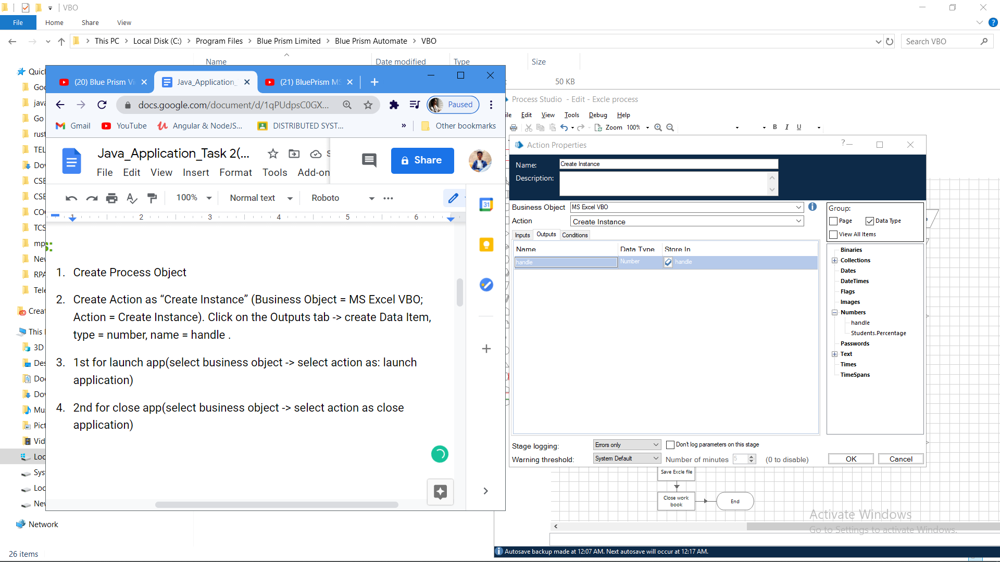 VBO
File
Home
Share
View
This PC
Local Disk (C:)
Program Files
Blue Prism Limited
Blue Prism Automate
VBO
Search VBO
Name
Date modified
Type
Size
50 KB
Quic
Goo
java
Go
rust
TEL
Dov
CSE
CSE
CO
TCS
mp
Nev
RPA
Tele
Creat
This
3D
Des
Doc
Dov
Mus
Pict
Vid
Loc
Sys
Loc
Nev
Network
26 items
(20) Blue Prism Vi
Java_Application_
(21) BluePrism MS
docs.google.com/document/d/1qPUdpsC0GX...
Paused
Gmail
YouTube
Angular & NodeJS...
DISTRIBUTED SYST...
»
Other bookmarks
Java_Application_Task 2(...
S
Share
File
Edit
View
Insert
Format
Tools
Add-on
100%
Normal text
Roboto
31
1
2
3
4
5
6
s:
1. Create Process Object
2. Create Action as “Create Instance” (Business Object = MS Excel VBO;
Action = Create Instance). Click on the Outputs tab -> create Data Item,
type = number, name = handle .
3. 1st for launch app(select business object -> select action as: launch
application)
4. 2nd for close app(select business object -> select action as close
application)
Process Studio - Edit - Excle process
ile
Edit
View
Tools
Debug
Help
Zoom
100%
B
I
U
Action Properties
?
Name:
Create Instance
Description:
Business Object
MS Excel VBO
Action
Create Instance
Inputs
Outputs
Conditions
Name
Data Type
Store In
handle
Number
handle
Group:
Page
Data Type
View All Items
Binaries
Collections
Dates
DateTimes
Flags
Images
Numbers
handle
Students.Percentage
Passwords
Text
Times
TimeSpans
Stage logging:
Errors only
Don't log parameters on this stage
Warning threshold:
System Default
Number of minutes
5
(0 to disable)
OK
Cancel
Save Excle file
Close work
book
End
Activate Windows
Go to Settings to activate Windows.
Autosave backup made at 12:07 AM. Next autosave will occur at 12:17 AM.